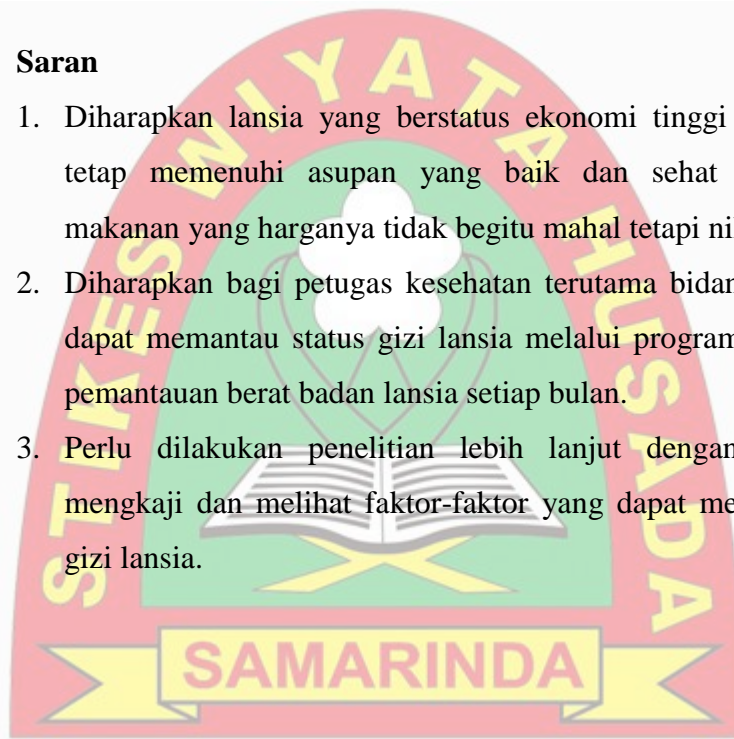 Saran
1. Diharapkan lansia yang berstatus ekonomi tinggi
tetap memenuhi asupan yang baik dan sehat
makanan yang harganya tidak begitu mahal tetapi
2. Diharapkan bagi petugas kesehatan terutama
dapat memantau status gizi lansia melalui program
pemantauan berat badan lansia setiap bulan.
3. Perlu dilakukan penelitian lebih lanjut dengan
mengkaji dan melihat faktor-faktor yang dapat
gizi lansia.
STIKES WIYATA HUSADA
SAMARINDA